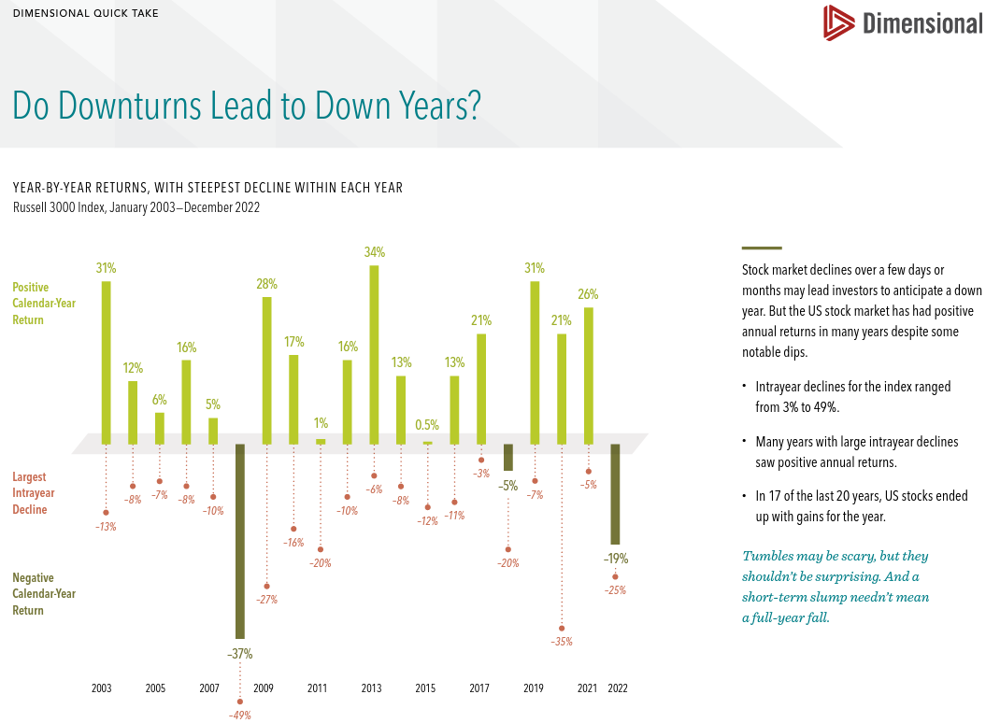 DIMENSIONAL QUICK TAKE
Dimensional
Do Downturns Lead to Down Years?
YEAR-BY-YEAR RETURNS, WITH STEEPEST DECLINE WITHIN EACH YEAR
Russell 3000 Index, January 2003–December 2022
Positive
Calendar-Year
Return
31%
12%
6%
16%
5%
28%
17%
1%
16%
34%
13%
0.5%
13%
21%
31%
21%
26%
Largest
Intrayear
Decline
–13%
–8%
–7%
–8%
–10%
–49%
–27%
–16%
–20%
–10%
–6%
–8%
–12%
–11%
–3%
–20%
–7%
–35%
–5%
–25%
Negative
Calendar-Year
Return
–37%
–5%
–19%
2003
2005
2007
2009
2011
2013
2015
2017
2019
2021
2022
Stock market declines over a few days or
months may lead investors to anticipate a down
year. But the US stock market has had positive
annual returns in many years despite some
notable dips.
• Intrayear declines for the index ranged
from 3% to 49%.
• Many years with large intrayear declines
saw positive annual returns.
• In 17 of the last 20 years, US stocks ended
up with gains for the year.
Tumbles may be scary, but they
shouldn't be surprising. And a
short-term slump needn't mean
a full-year fall.